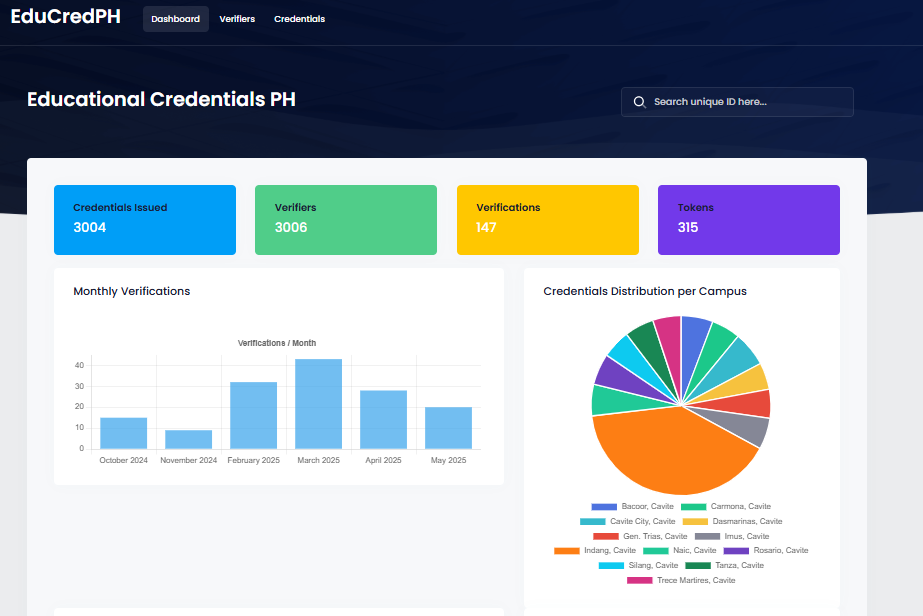 EduCredPH
Dashboard Verifiers Credentials
Educational Credentials PH
Search unique ID here...
Credentials Issued
3004
Verifiers
3006
Verifications
147
Tokens
315
Monthly Verifications
Verifications / Month
40
30
20
10
0
October 2024 November 2024 February 2025 March 2025 April 2025 May 2025
Credentials Distribution per Campus
Bacoor, Cavite Carmona, Cavite
Cavite City, Cavite Dasmarinas, Cavite
Gen. Trias, Cavite Imus, Cavite
Indang, Cavite Naic, Cavite Rosario, Cavite
Silang, Cavite Tanza, Cavite
Trece Martires, Cavite